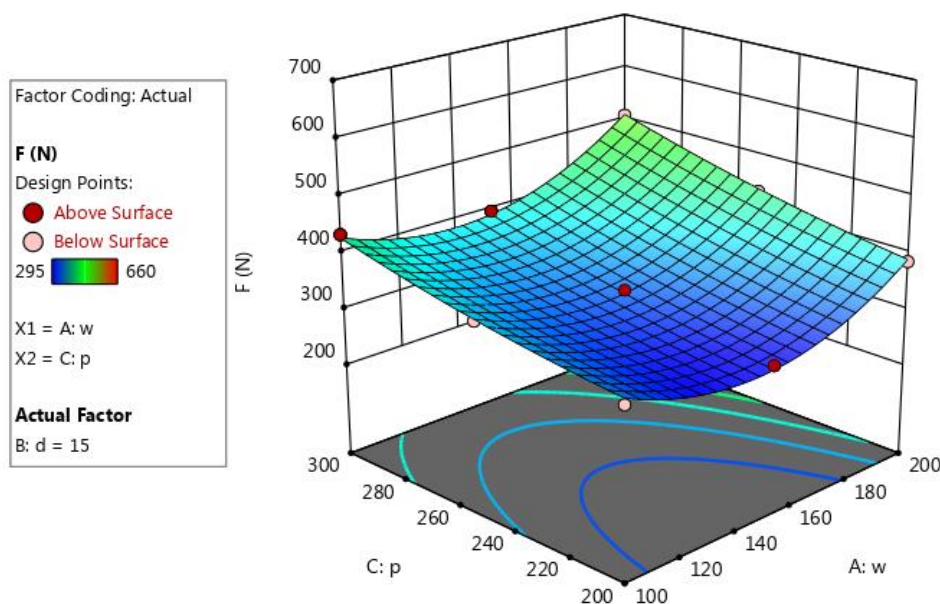 Factor Coding: Actual
F (N)
Design Points:
Above Surface
Below Surface
295 660
X1 = A: w
X2 = C: p
Actual Factor
B: d = 15
700
600
500
400
300
200
F (N)
300
280
260
240
220
200
C: p
100
120
140
160
180
200
A: w